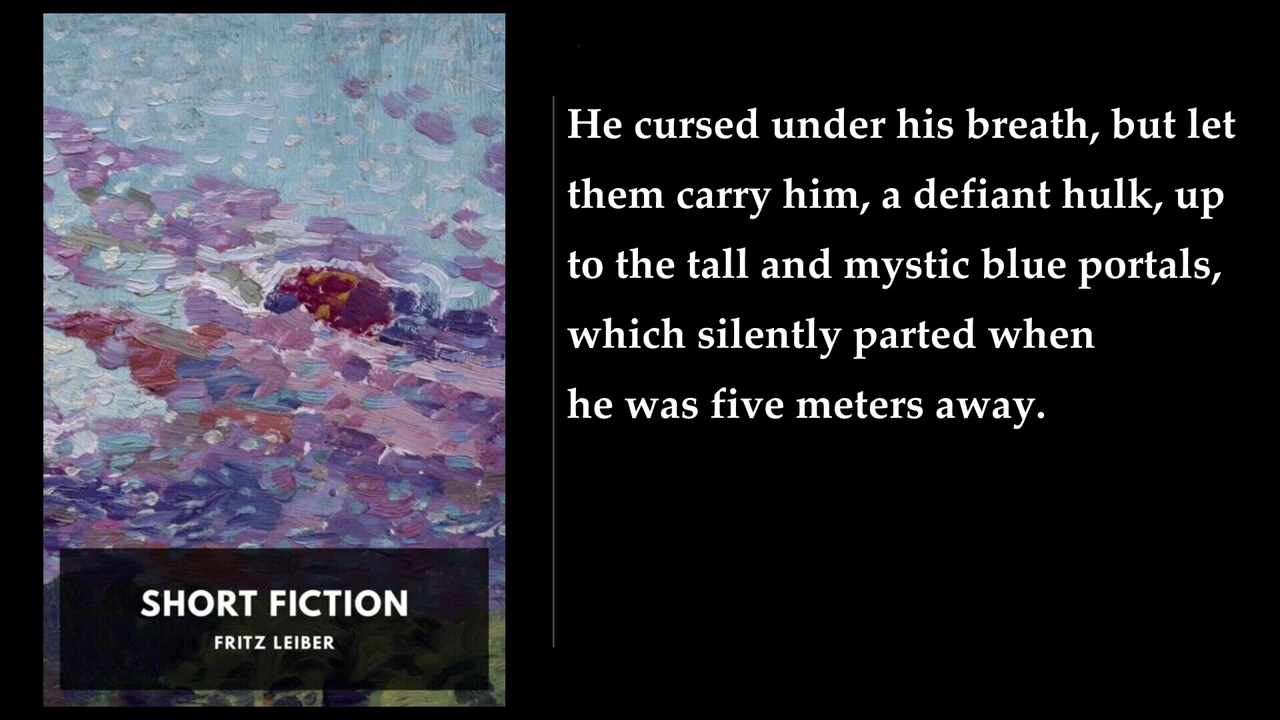 He cursed under his breath, but let
them carry him, a defiant hulk, up
to the tall and mystic blue portals,
which silently parted when
he was five meters away.
SHORT FICTION
FRITZ LEIBER